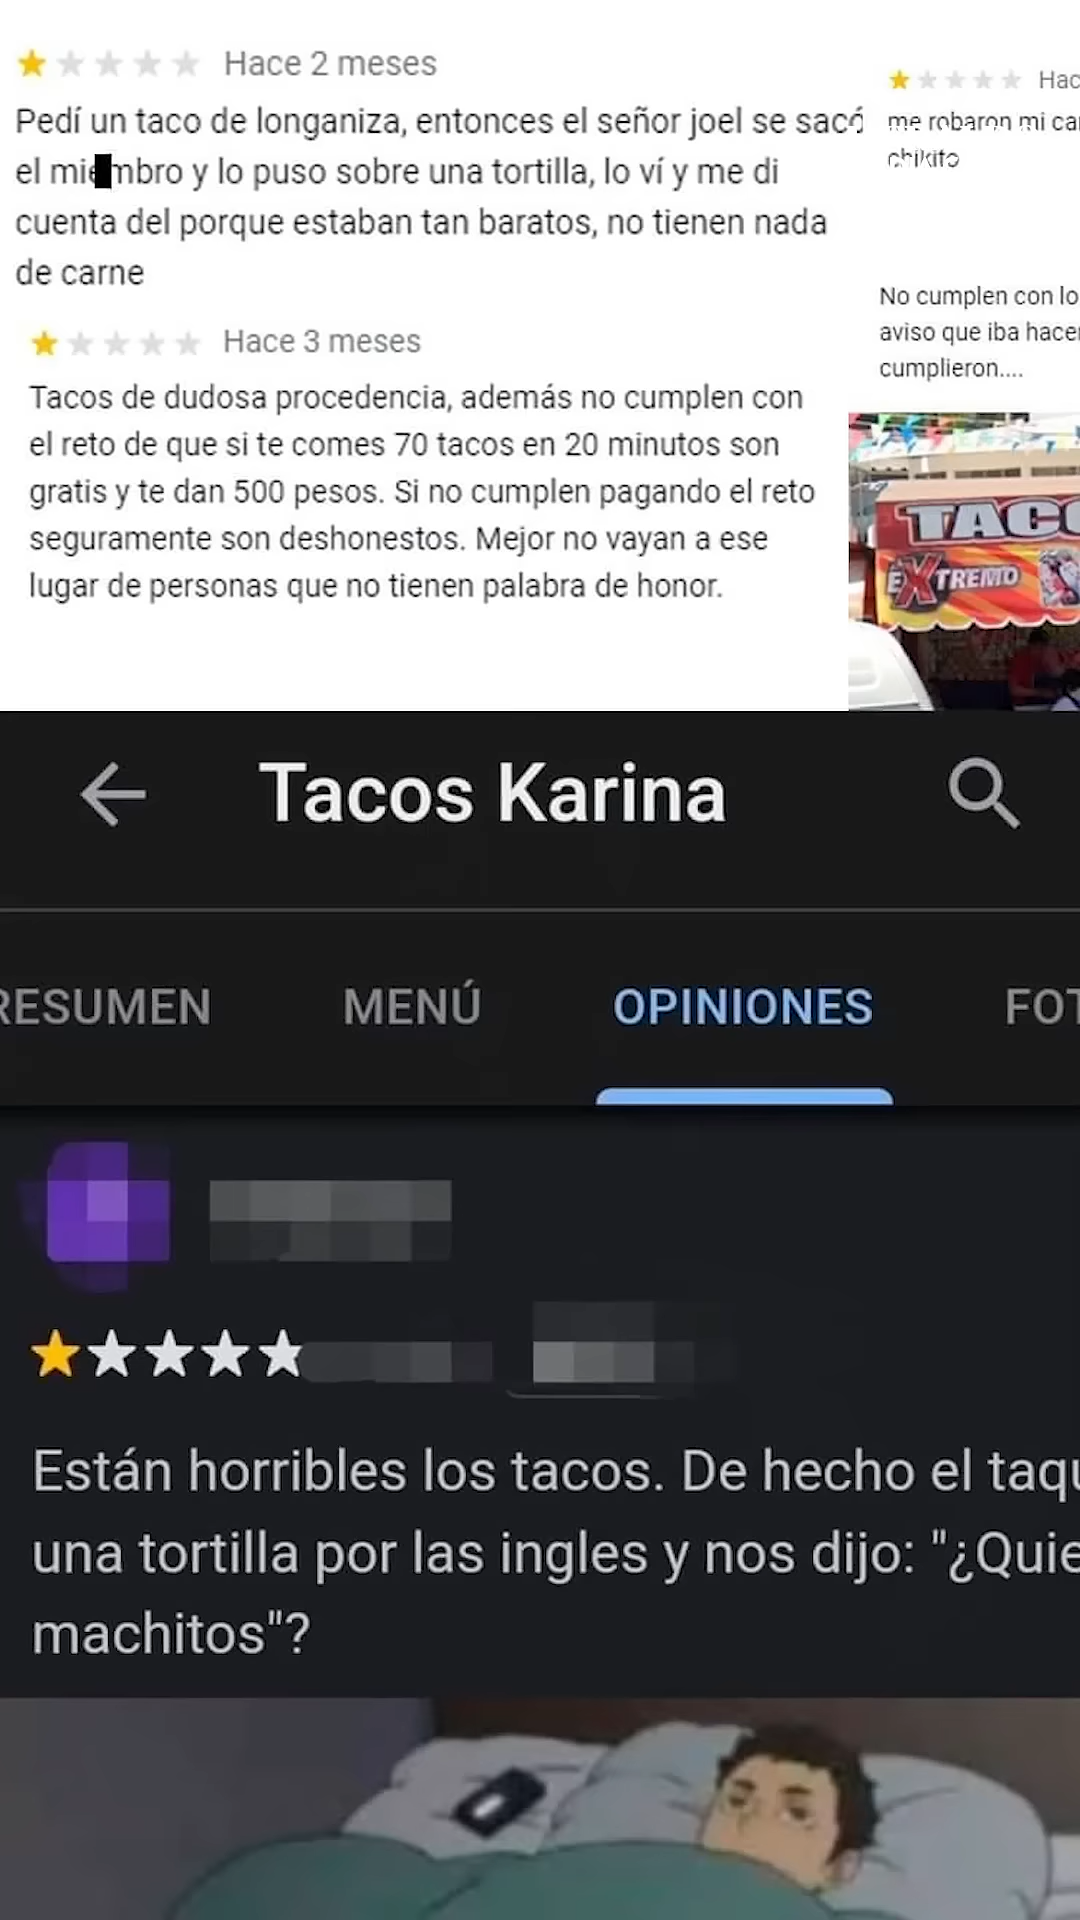 Hace 2 meses
Pedí un taco de longaniza, entonces el señor joel se sacó
el miembro y lo puso sobre una tortilla, lo ví y me di
cuenta del porque estaban tan baratos, no tienen nada
de carne
Hace 3 meses
Tacos de dudosa procedencia, además no cumplen con
el reto de que si te comes 70 tacos en 20 minutos son
gratis y te dan 500 pesos. Si no cumplen pagando el reto
seguramente son deshonestos. Mejor no vayan a ese
lugar de personas que no tienen palabra de honor.
Hac
me robaron mi ca
chikito
No cumplen con lo
aviso que iba hacer
cumplieron....
TACO
EXTREMO
Tacos Karina
RESUMEN MENÚ OPINIONES FOT
Están horribles los tacos. De hecho el taqu
una tortilla por las ingles y nos dijo: "¿Quie
machitos"?